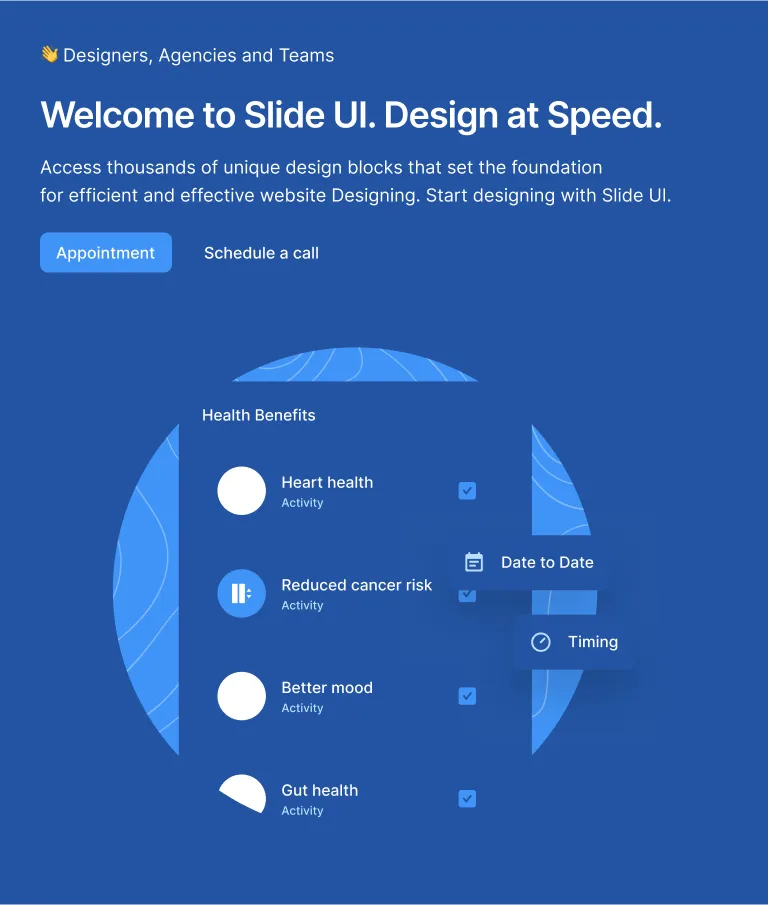 👋 Designers, Agencies and Teams
Welcome to Slide UI. Design at Speed.
Access thousands of unique design blocks that set the foundation
for efficient and effective website Designing. Start designing with Slide UI.
Appointment
Schedule a call
Health Benefits
Heart health
Activity
Date to Date
Reduced cancer risk
Activity
Timing
Better mood
Activity
Gut health
Activity